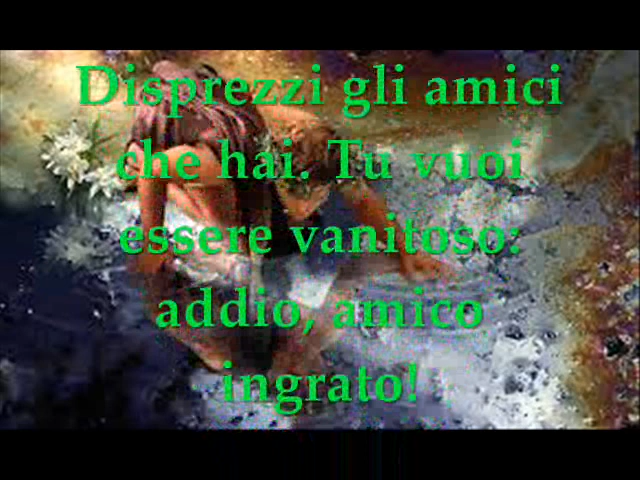 Disprezzi gli amici
che hai. Tu vuoi
essere vanitoso:
addio, amico
ingrato!